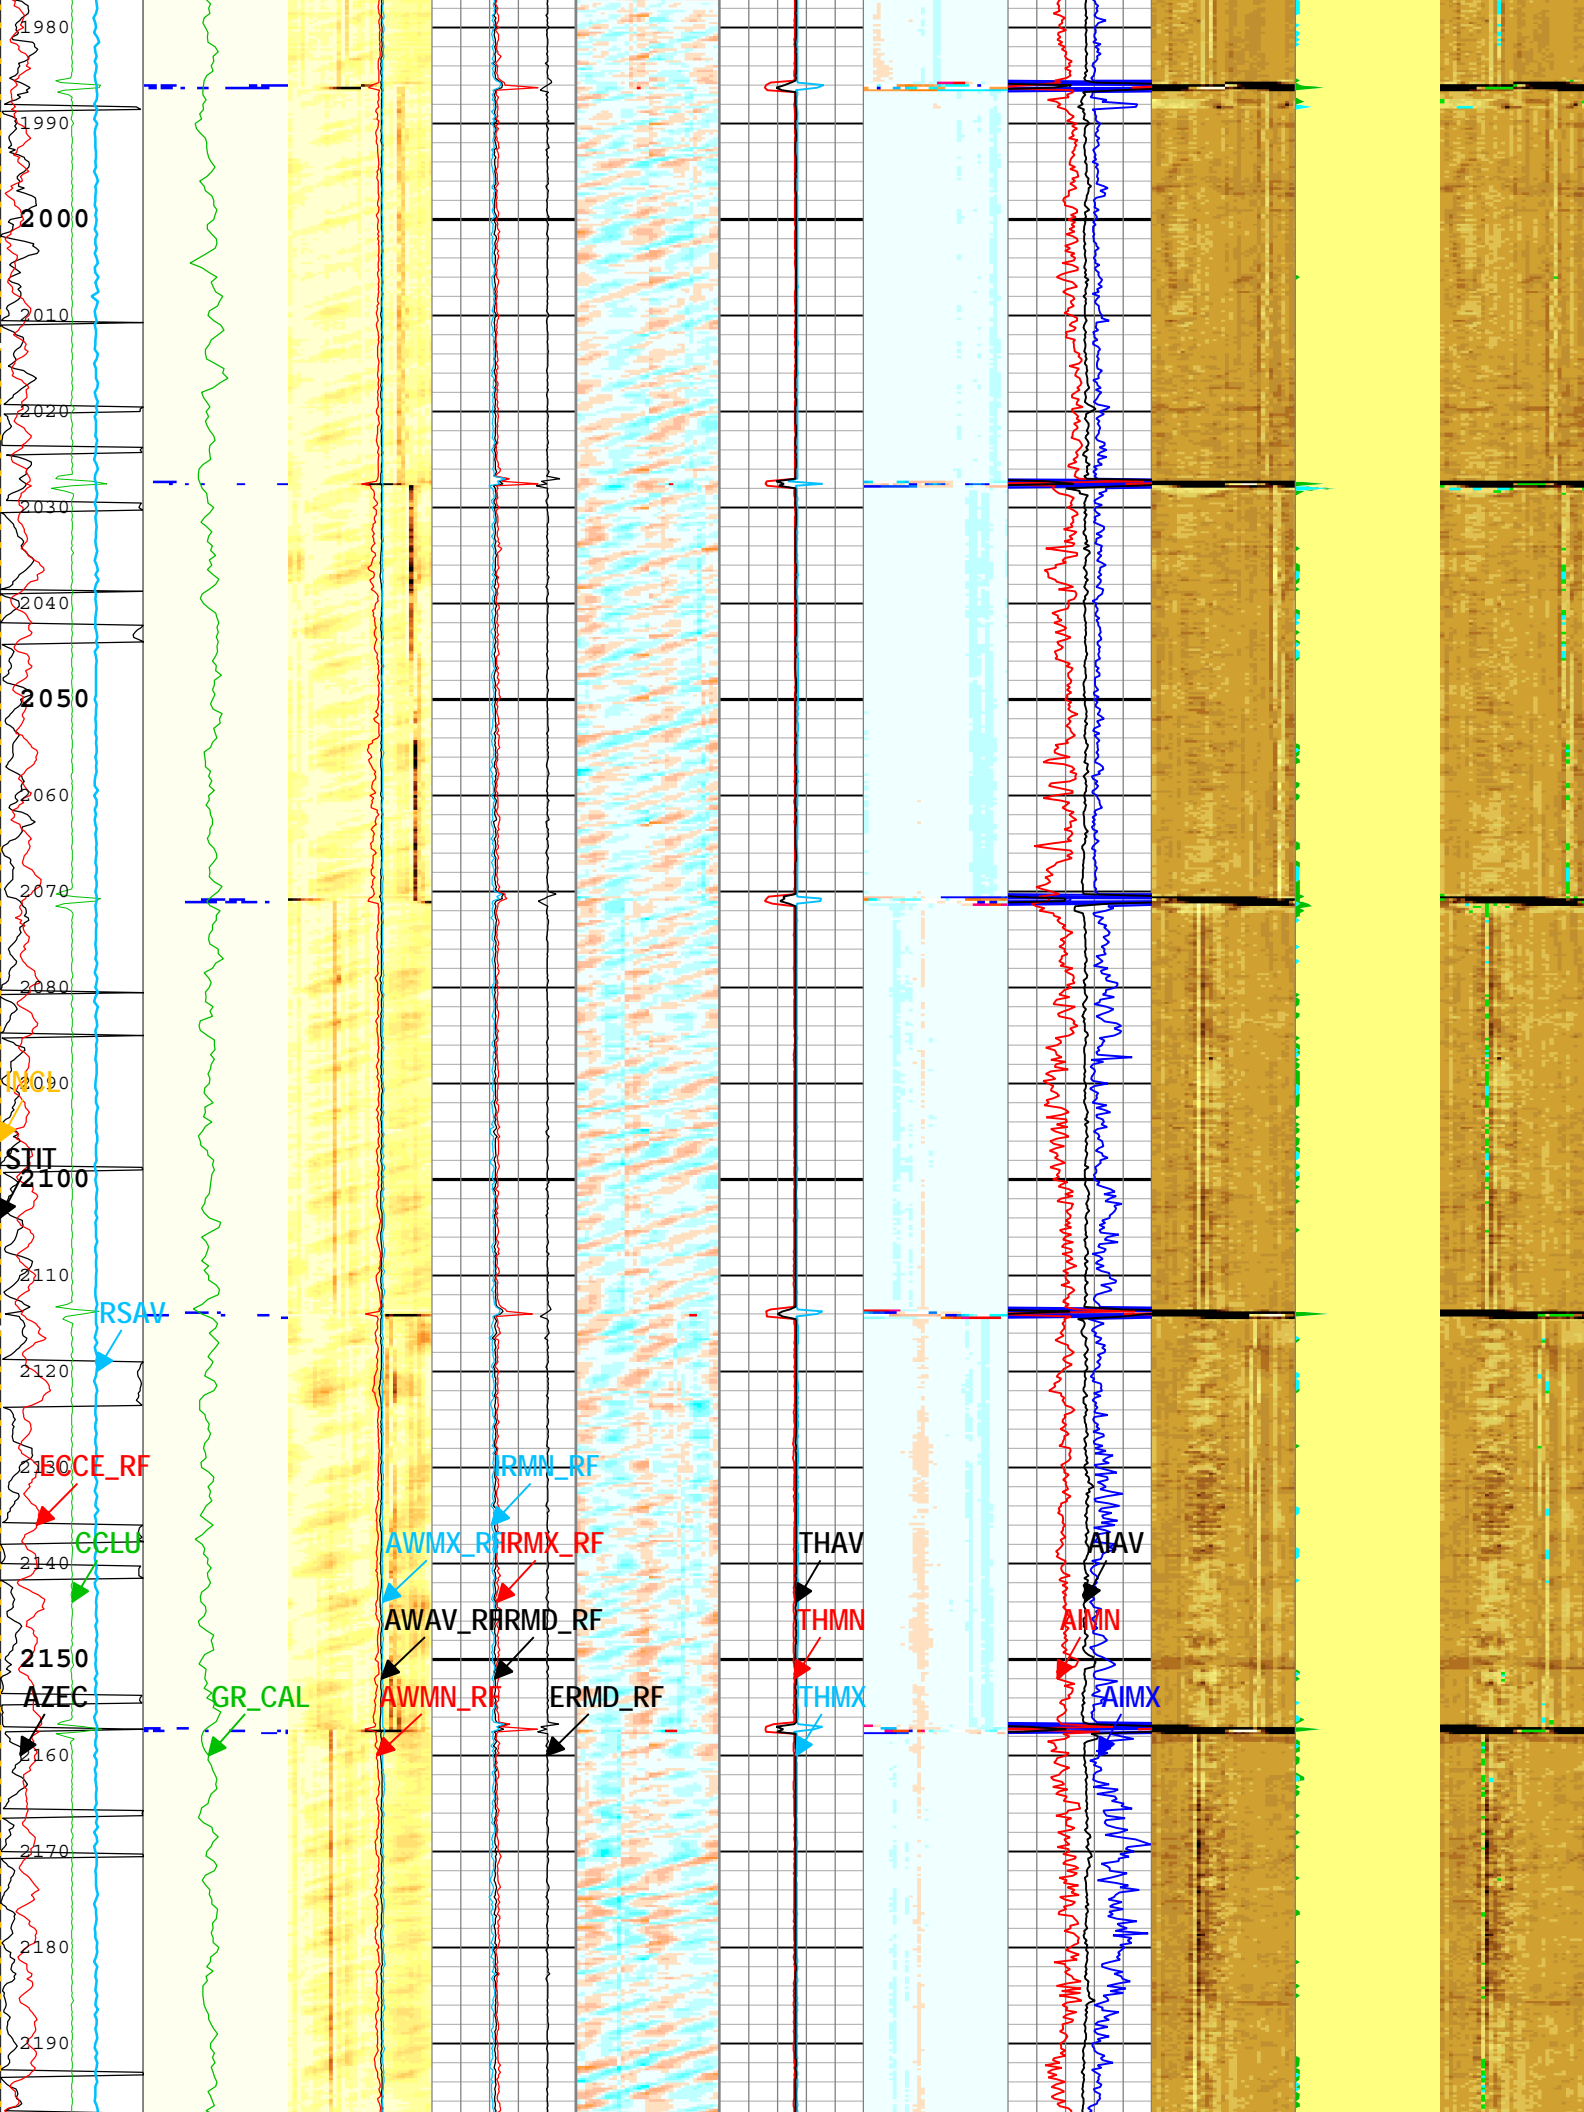 1980
1990
2000
2010
2020
2030
2040
2050
2060
2070
2080
INCL 2090
STIT
2100
2110
RSAV
2120
2130 ECCE_RF IRMN_RF
CCLU AWMX_RF IRMX_RF THAV AIAV
2140
AWAV_RF IRMD_RF THMN AIMN
2150
AZEC GR_CAL AWMN_RF ERMD_RF THMX AIMX
2160
2170
2180
2190